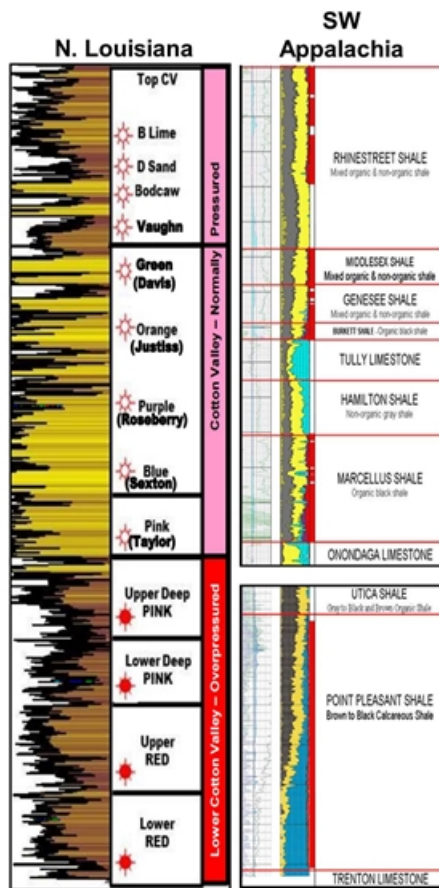 N. Louisiana
Top CV
B Lime
D Sand
Bodcaw
Vaughn
Green
(Davis)
Orange
(Justiss)
Purple
(Roseberry)
Blue
(Sexton)
Pink
(Taylor)
Upper Deep
PINK
Lower Deep
PINK
Upper
RED
Lower
RED
Cotton Valley – Normally Pressured
Lower Cotton Valley – Overpressured
SW
Appalachia
RHINESTREET SHALE
Mixed organic & non-organic shale
MIDDLESEX SHALE
Mixed organic & non-organic shale
GENESEE SHALE
Mixed organic & non-organic shale
BURKETT SHALE - Organic black shale
TULLY LIMESTONE
HAMILTON SHALE
Non-organic gray shale
MARCELLUS SHALE
Organic black shale
ONONDAGA LIMESTONE
UTICA SHALE
Gray to Black and Brown Organic Shale
POINT PLEASANT SHALE
Brown to Black Calcareous Shale
TRENTON LIMESTONE